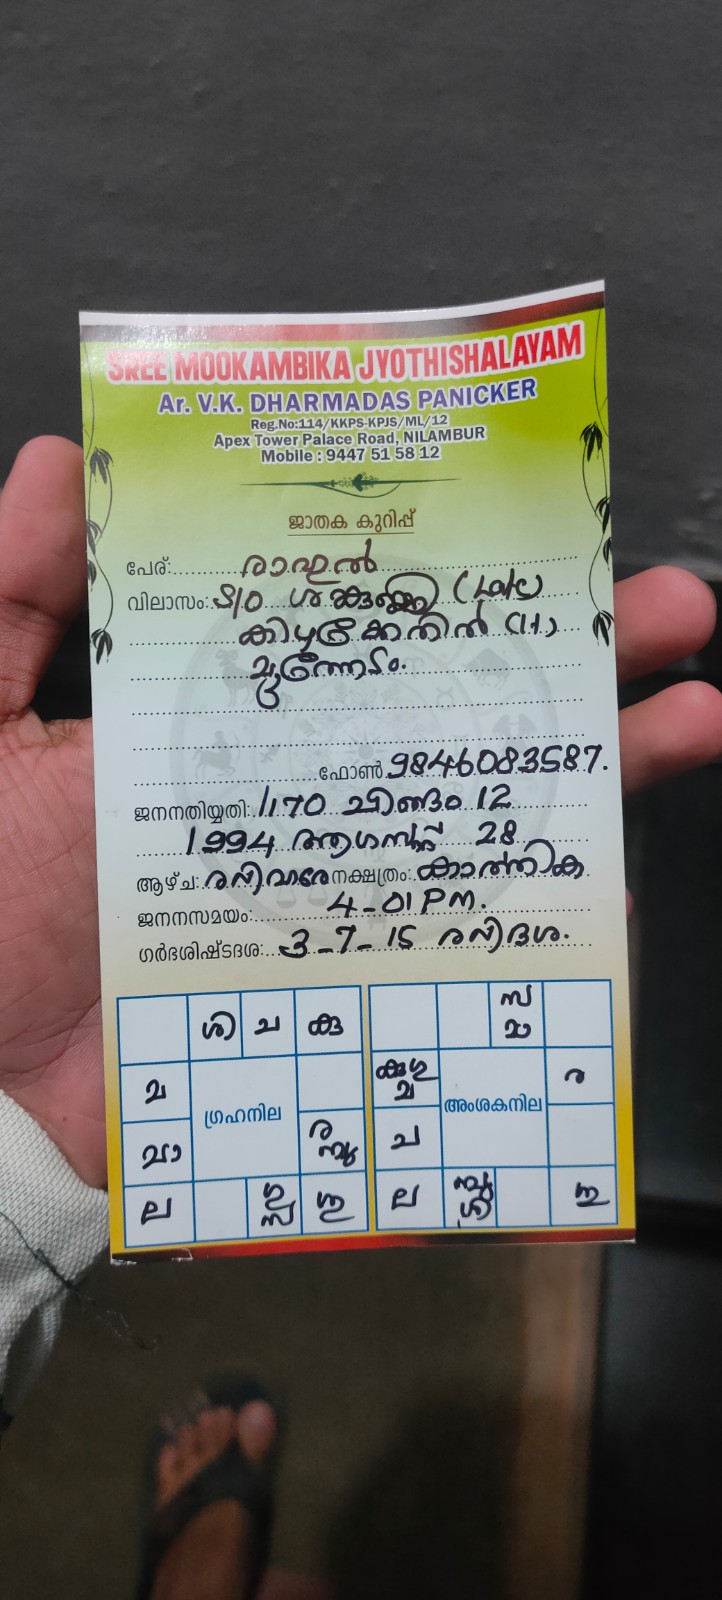 SREE MOOKAMBIKA JYOTHISHALAYAM
Ar. V.K. DHARMADAS PANICKER
Reg.No:114/KKPS-KPJS/ML/12
Apex Tower Palace Road, NILAMBUR
Mobile : 9447 51 58 12
ജാതക കുറിപ്പ്
പേര്: രാഹുൽ
വിലാസം: S/O ശങ്കുണ്ണി (Late)
കിഴക്കേതിൽ (H)
ഫോൺ 9846083587.
ജനനതിയ്യതി: 1170 ചിങ്ങം 12
1994 ആഗസ്റ്റ് 28
ആഴ്ച: രവിവാരേ നക്ഷത്രം: കാർത്തിക
ജനനസമയം: 4-01 PM.
ഗർഭശിഷ്ടദശ: 3-7-15 രവിദശ.
ശി ച കു
മ
ഗ്രഹനില
മാ
ല
സ
മാ
മ
ര
അംശകനില
ച
ല